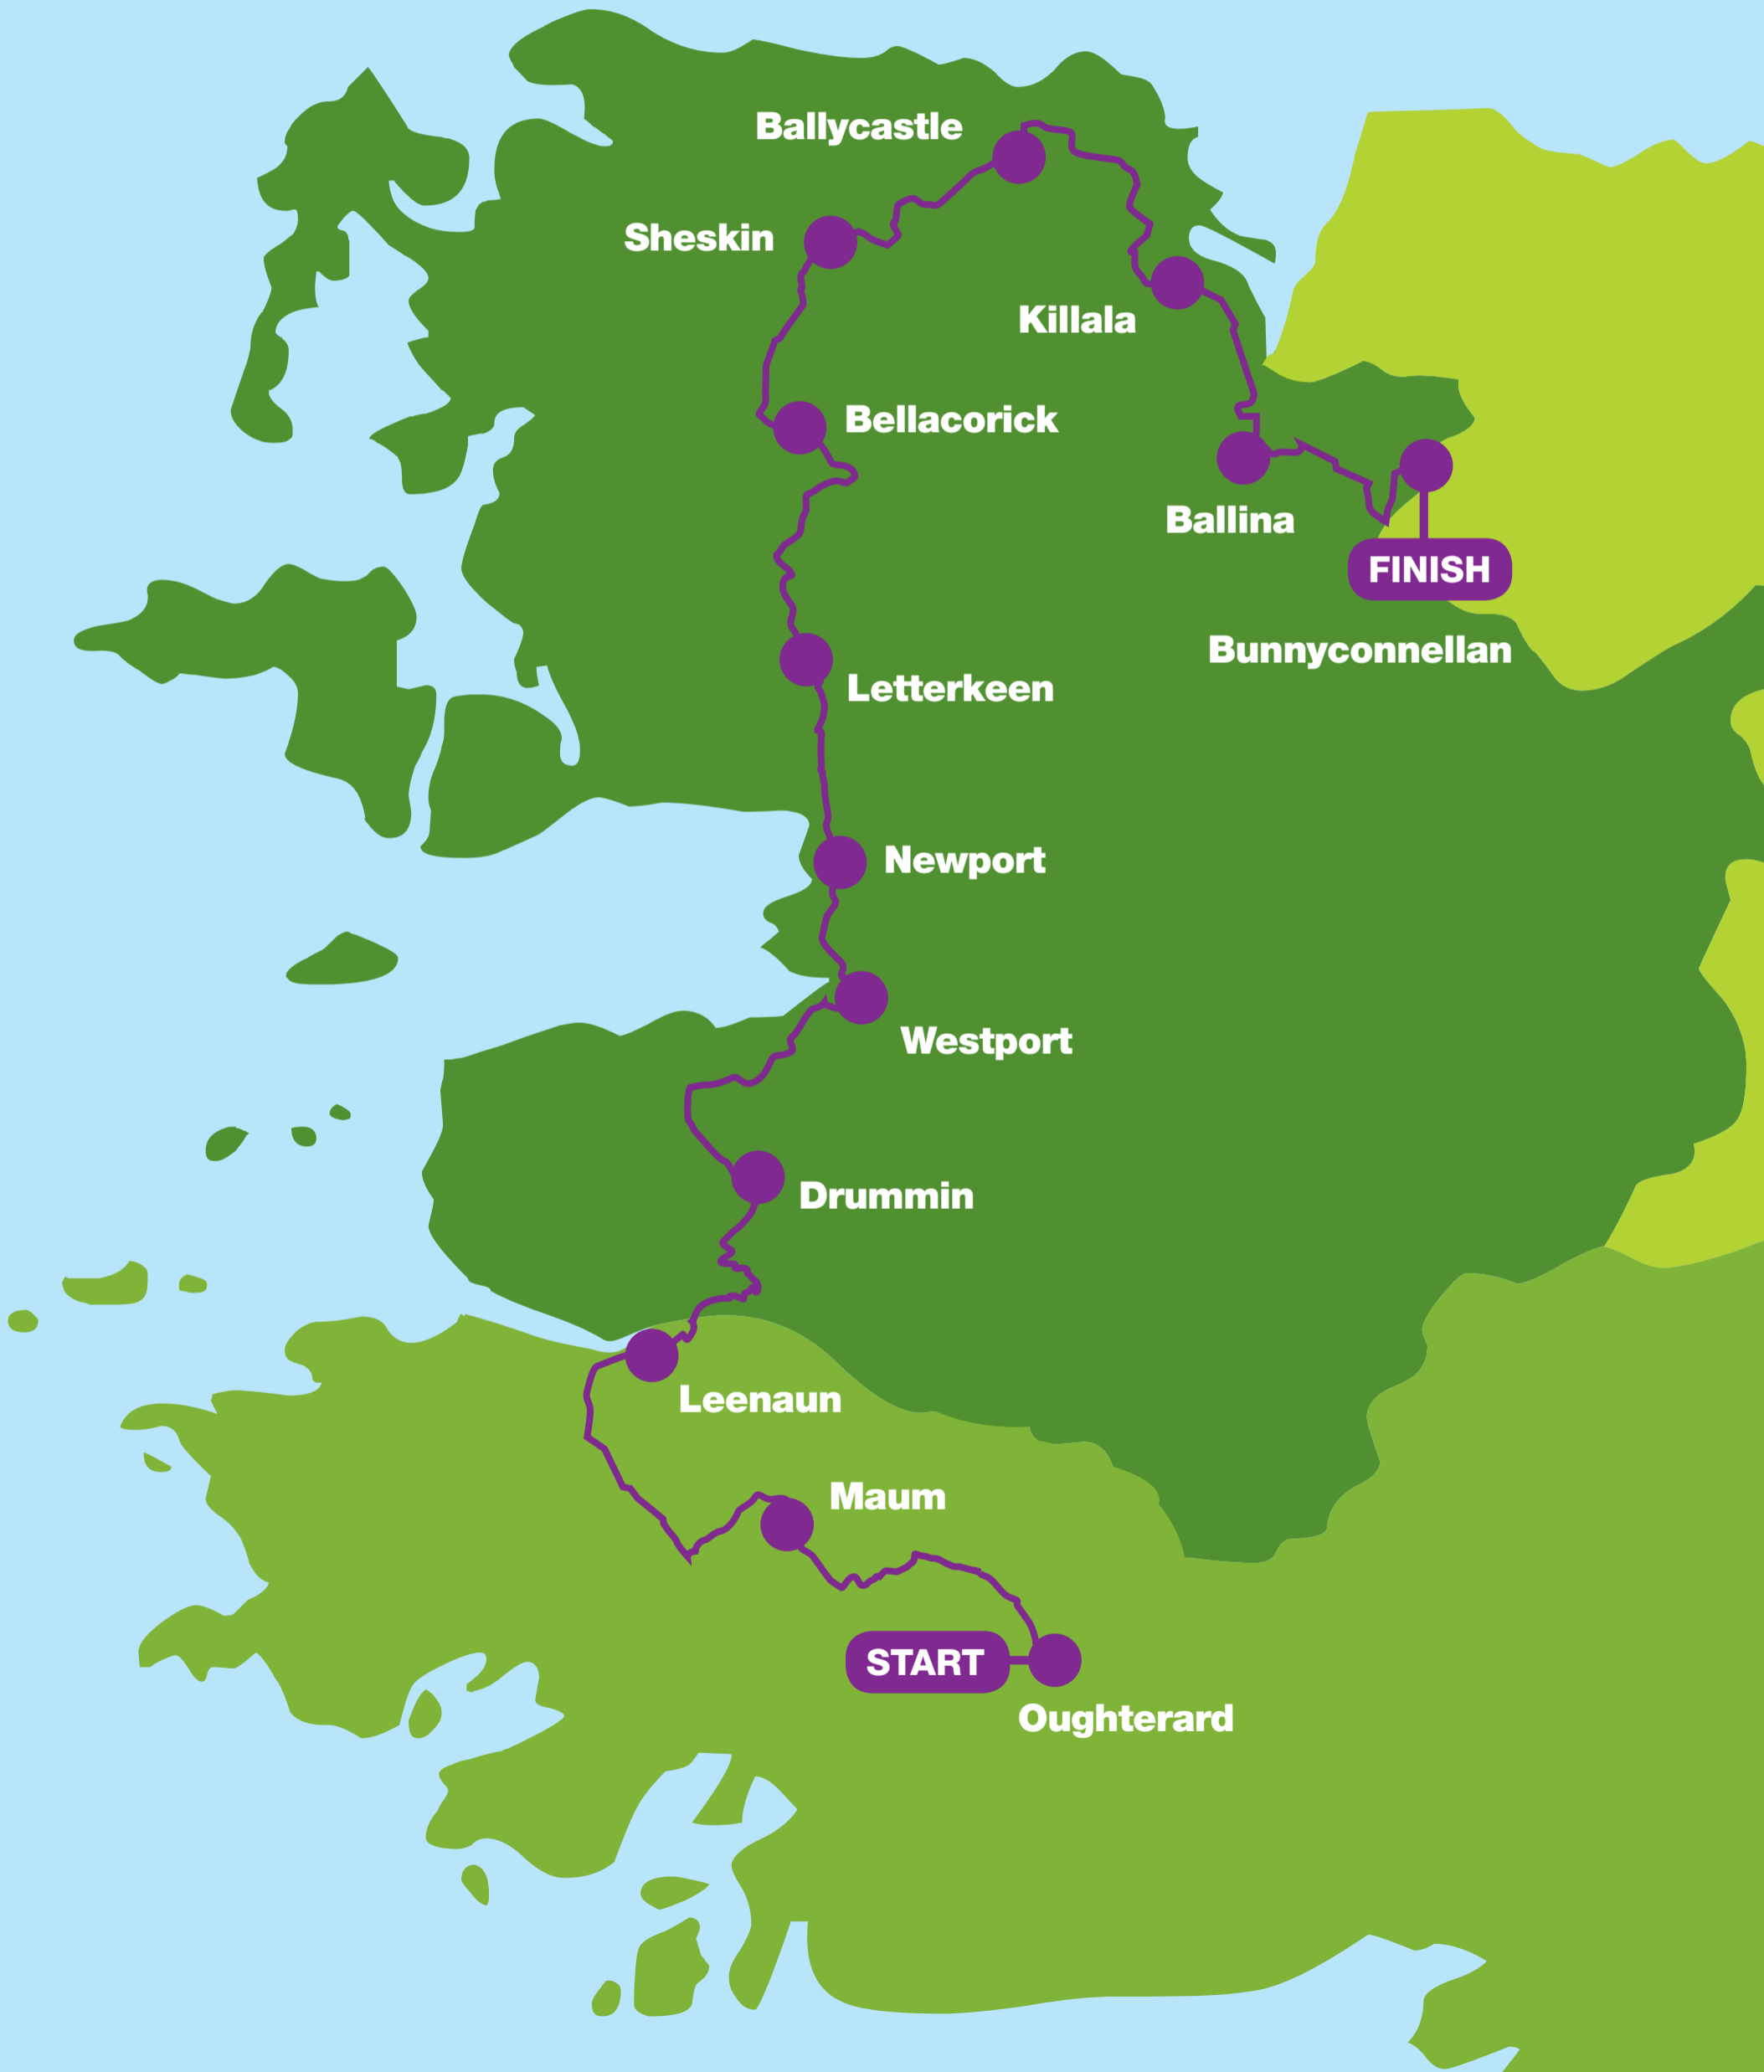 Ballycastle
Sheskin
Killala
Bellacorick
Ballina
FINISH
Bunnyconnellan
Letterkeen
Newport
Westport
Drummin
Leenaun
Maum
START
Oughterard